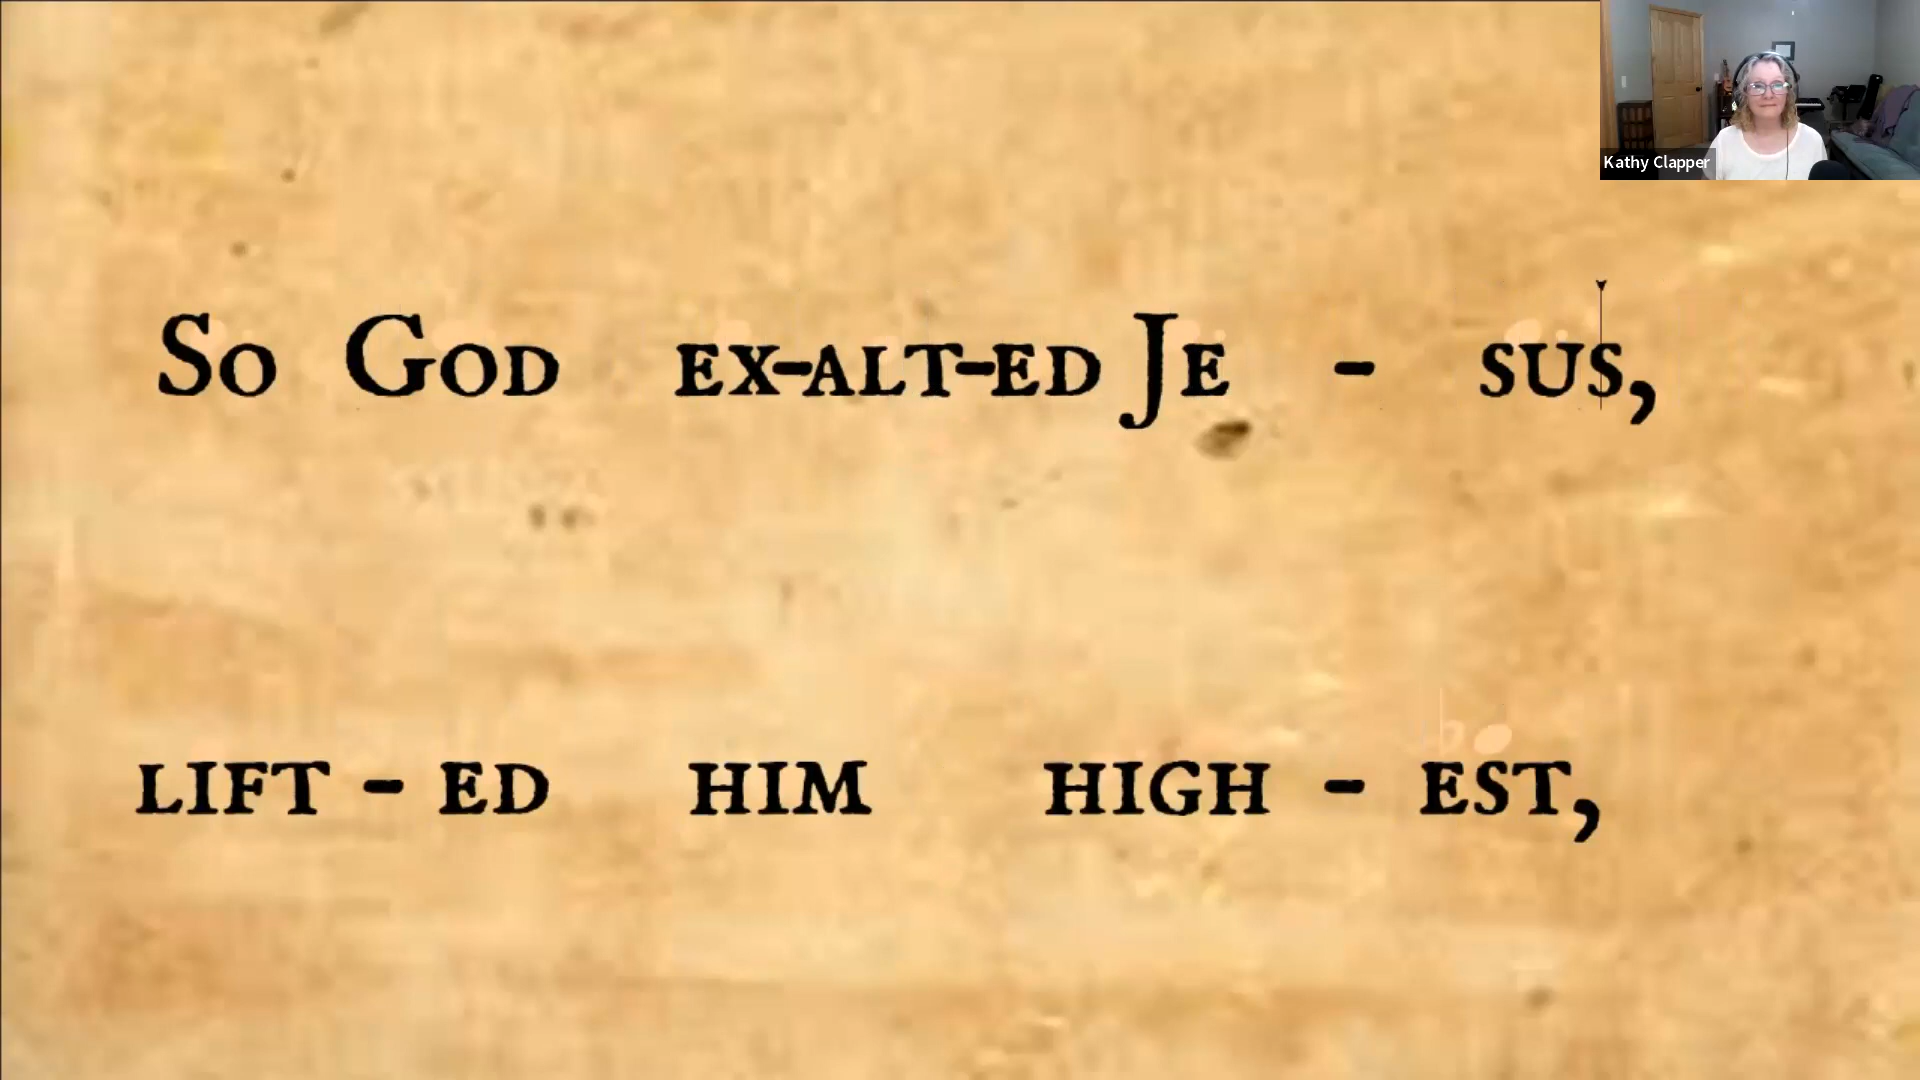 Kathy Clapper
So God ex-alt-ed Je - sus,
lift - ed him high - est,